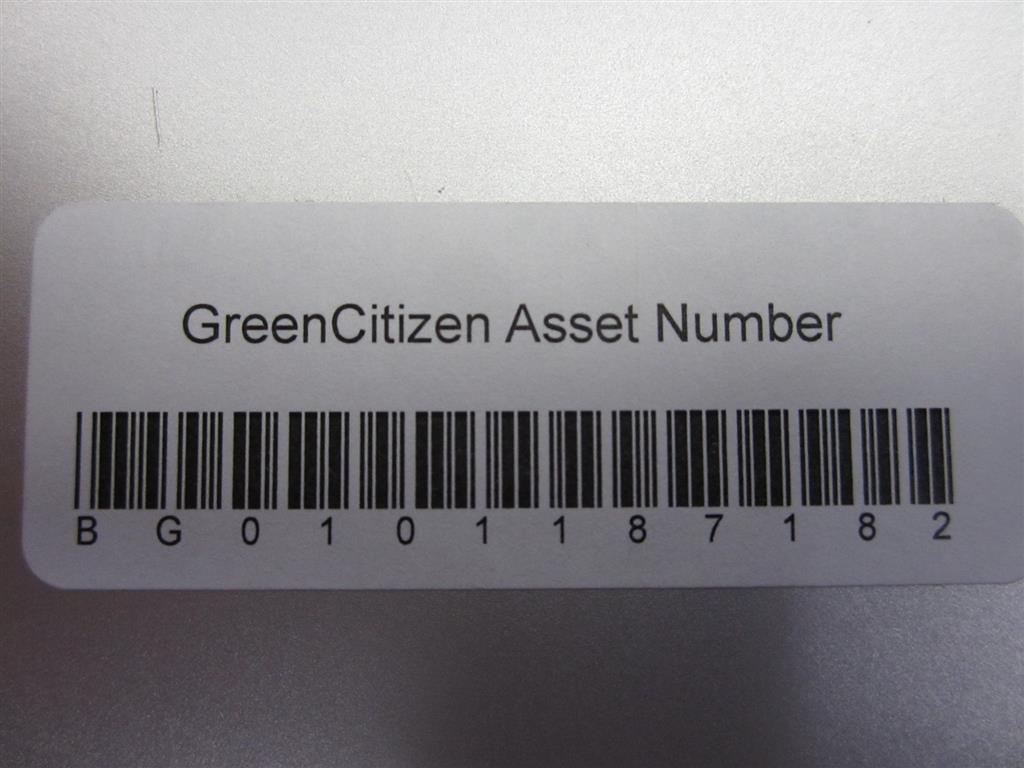 GreenCitizen Asset Number
B G 0 1 0 1 1 8 7 1 8 2